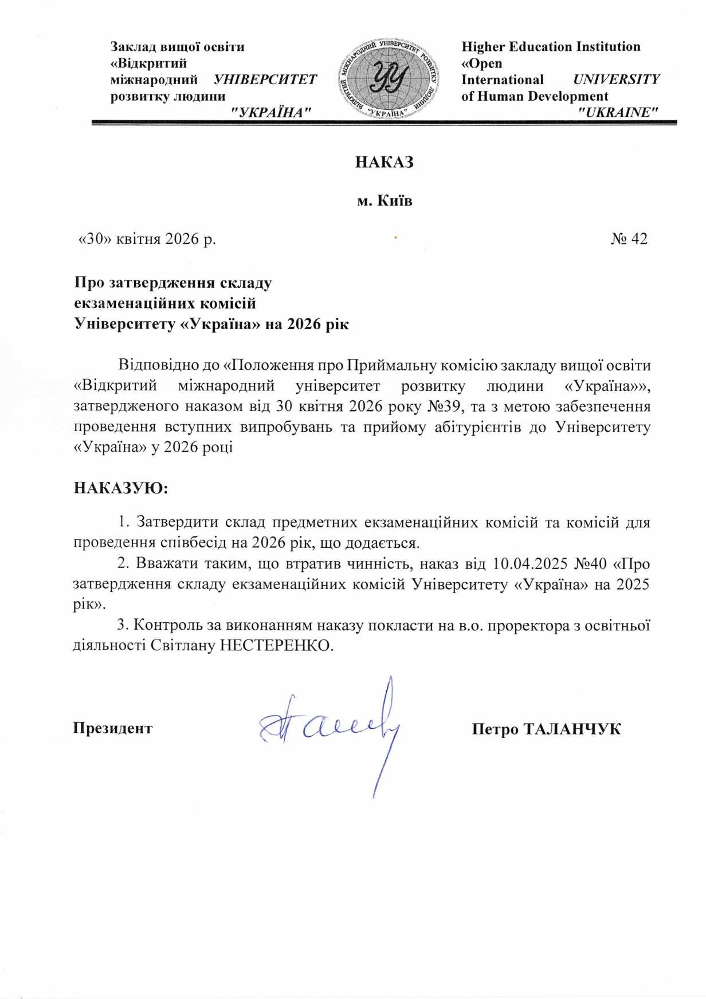 Заклад вищої освіти
«Відкритий
міжнародний УНІВЕРСИТЕТ
розвитку людини
"УКРАЇНА"
ВІДКРИТИЙ МІЖНАРОДНИЙ УНІВЕРСИТЕТ РОЗВИТКУ ЛЮДИНИ
"УКРАЇНА"
УУ
Higher Education Institution
«Open
International UNIVERSITY
of Human Development
"UKRAINE"
НАКАЗ
м. Київ
«30» квітня 2026 р. № 42
Про затвердження складу
екзаменаційних комісій
Університету «Україна» на 2026 рік
Відповідно до «Положення про Приймальну комісію закладу вищої освіти
«Відкритий міжнародний університет розвитку людини «Україна»»,
затвердженого наказом від 30 квітня 2026 року №39, та з метою забезпечення
проведення вступних випробувань та прийому абітурієнтів до Університету
«Україна» у 2026 році
НАКАЗУЮ:
1. Затвердити склад предметних екзаменаційних комісій та комісій для
проведення співбесід на 2026 рік, що додається.
2. Вважати таким, що втратив чинність, наказ від 10.04.2025 №40 «Про
затвердження складу екзаменаційних комісій Університету «Україна» на 2025
рік».
3. Контроль за виконанням наказу покласти на в.о. проректора з освітньої
діяльності Світлану НЕСТЕРЕНКО.
Президент Петро ТАЛАНЧУК